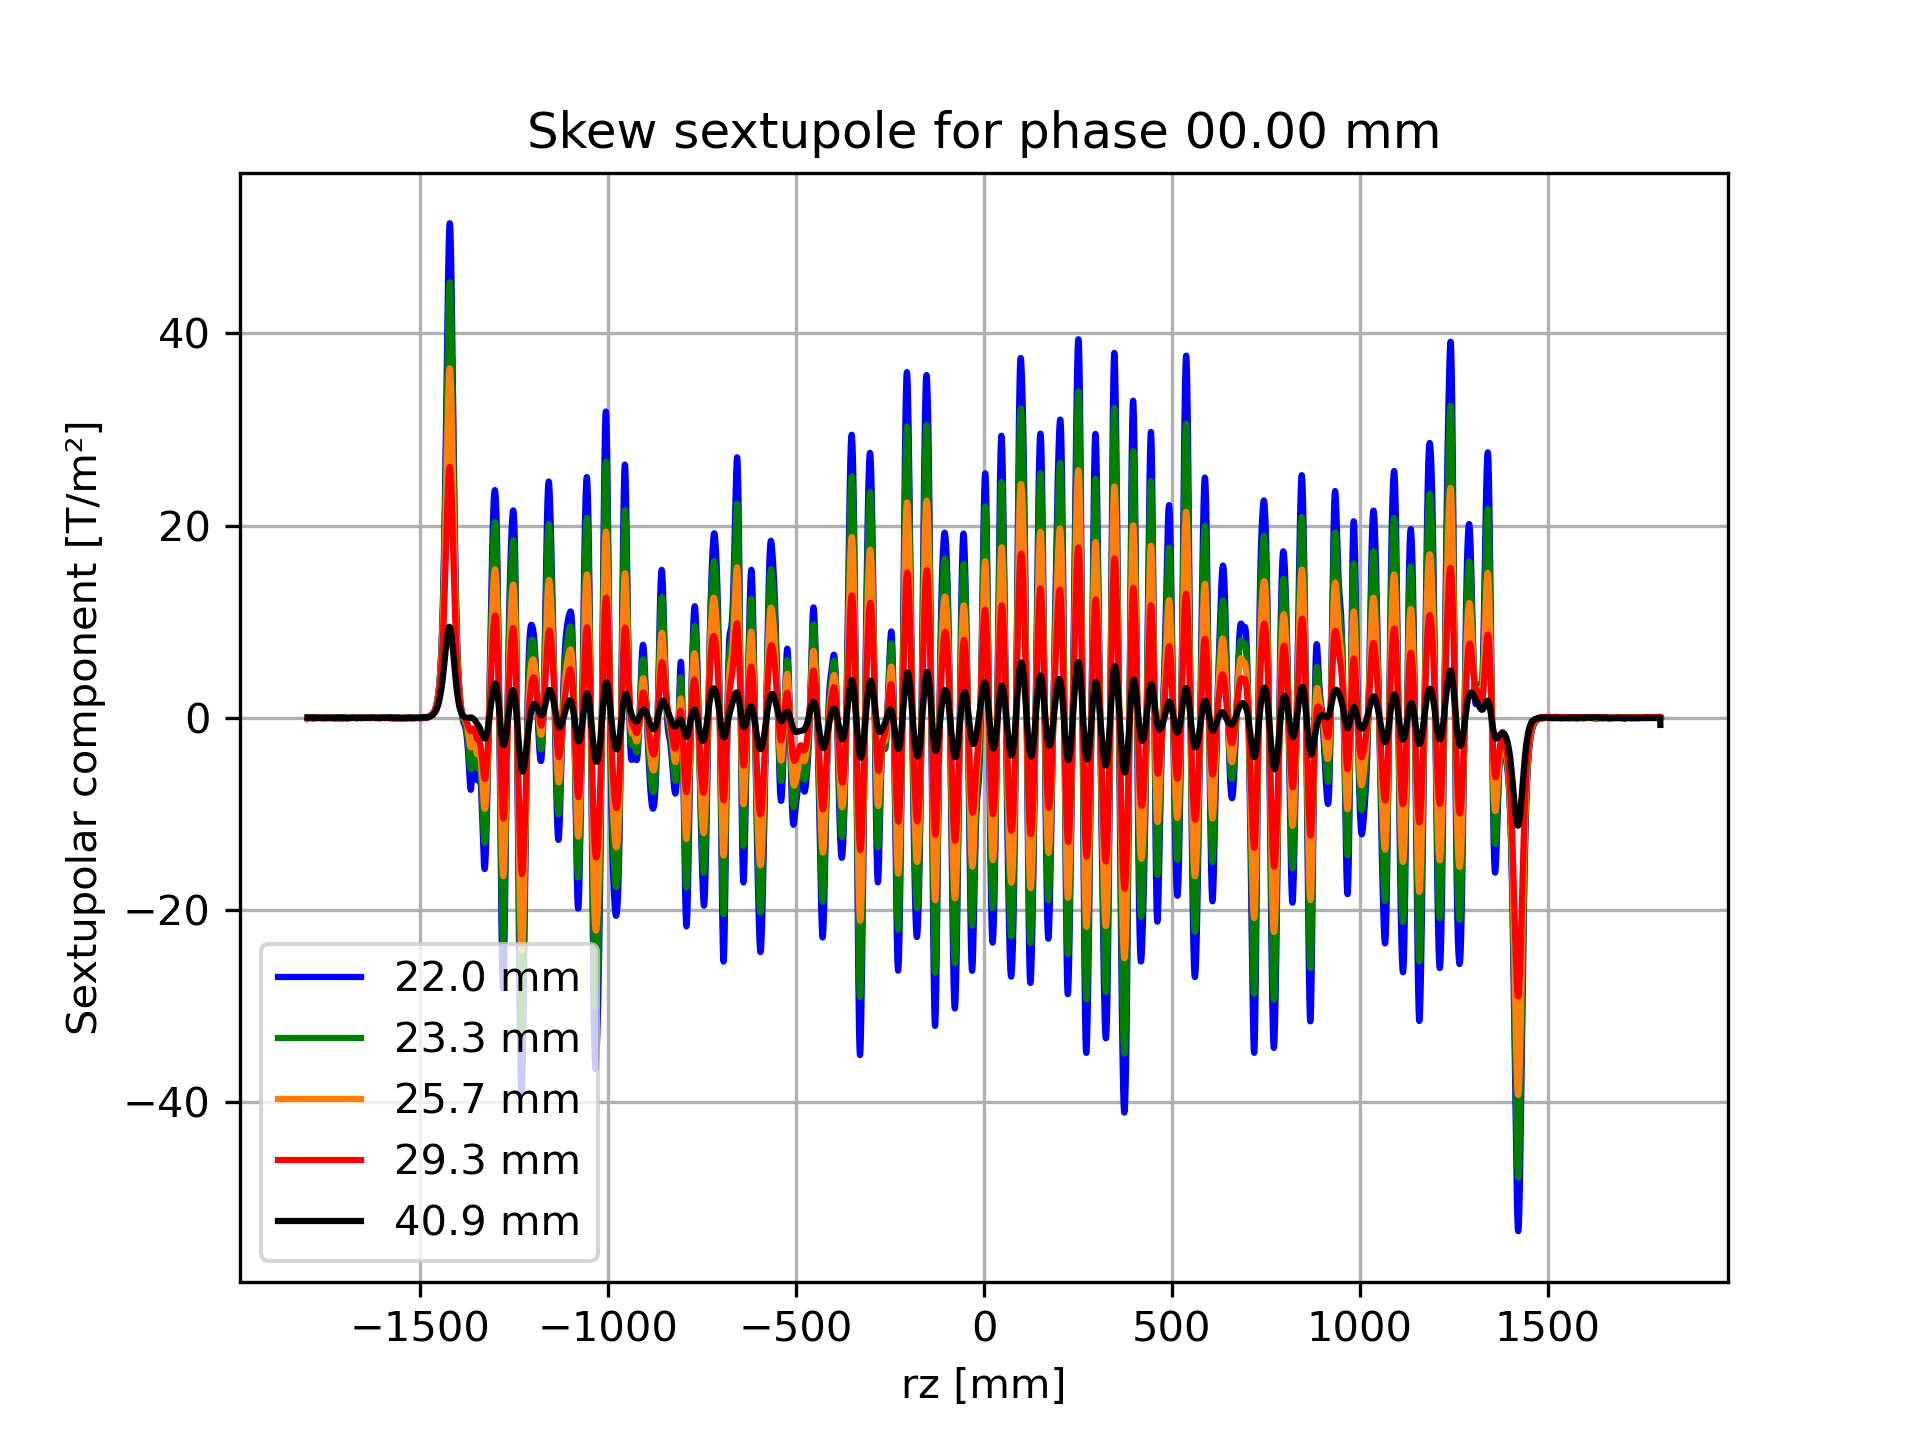 Skew sextupole for phase 00.00 mm
Sextupolar component [T/m²]
40
20
0
−20
−40
22.0 mm
23.3 mm
25.7 mm
29.3 mm
40.9 mm
−1500
−1000
−500
0
500
1000
1500
rz [mm]